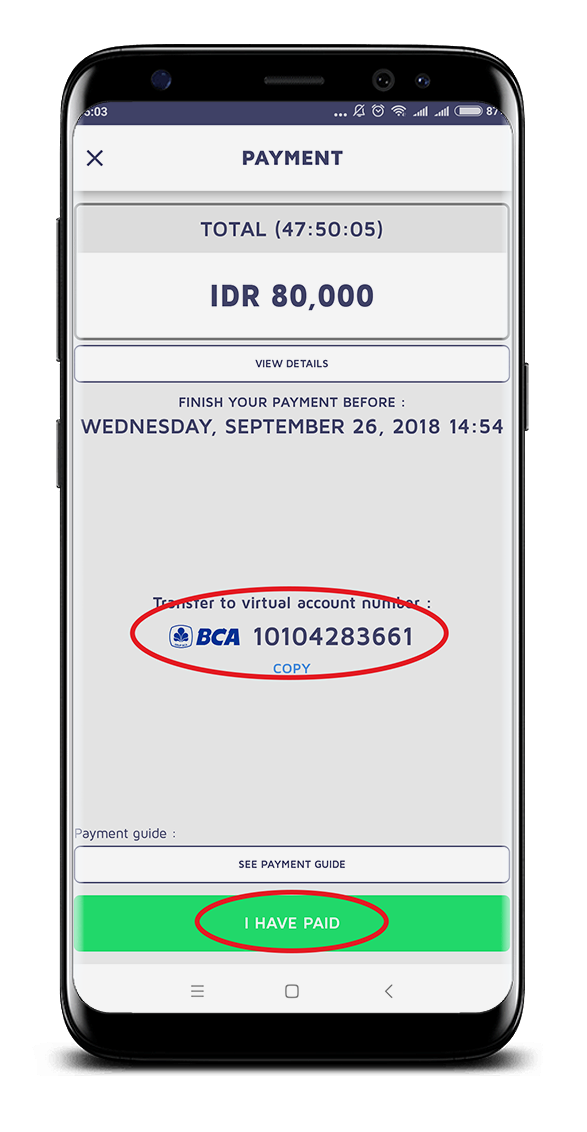 5:03 ... 87
PAYMENT
TOTAL (47:50:05)
IDR 80,000
VIEW DETAILS
FINISH YOUR PAYMENT BEFORE :
WEDNESDAY, SEPTEMBER 26, 2018 14:54
Transfer to virtual account number :
BCA 10104283661
COPY
Payment guide :
SEE PAYMENT GUIDE
I HAVE PAID